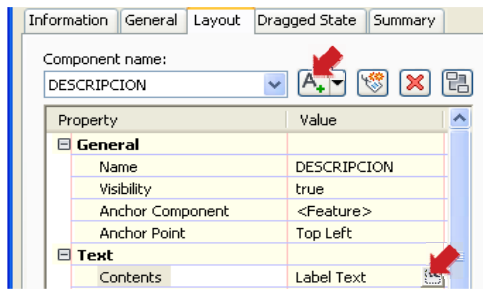 Information General Layout Dragged State Summary
Component name:
DESCRIPCION
A
Property Value
General
Name DESCRIPCION
Visibility true
Anchor Component <Feature>
Anchor Point Top Left
Text
Contents Label Text